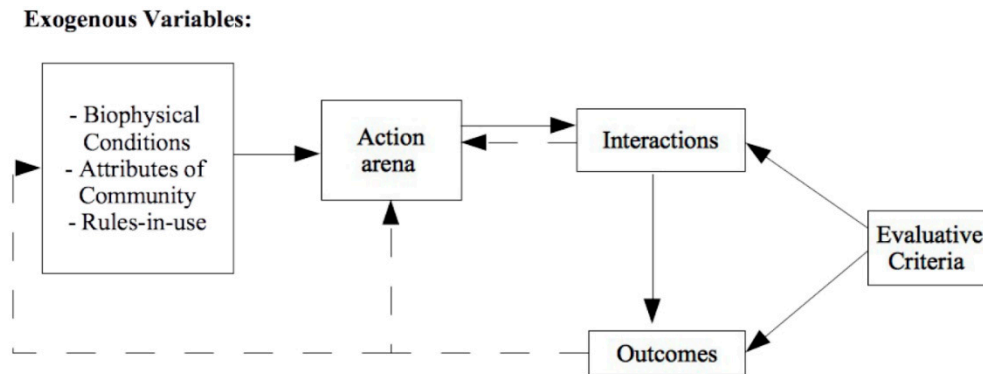 Exogenous Variables:
- Biophysical
Conditions
- Attributes of
Community
- Rules-in-use
Action
arena
Interactions
Evaluative
Criteria
Outcomes